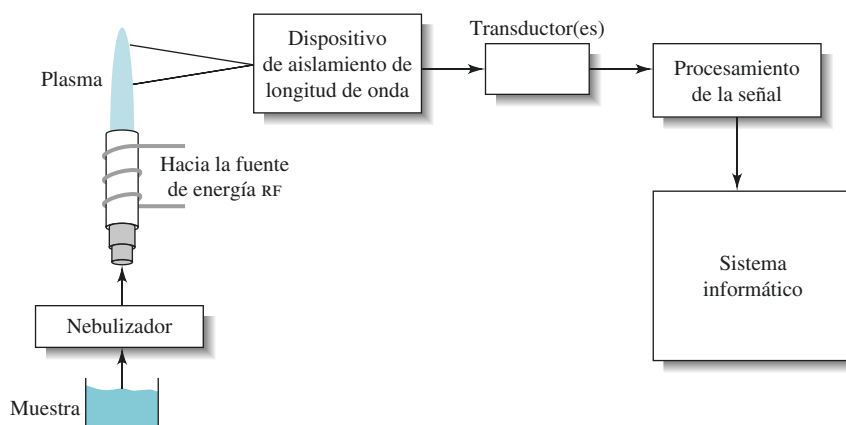 Transductor(es)
Dispositivo
de aislamiento de
longitud de onda
Plasma
Procesamiento
de la señal
Hacia la fuente
de energía RF
Sistema
informático
Nebulizador
Muestra